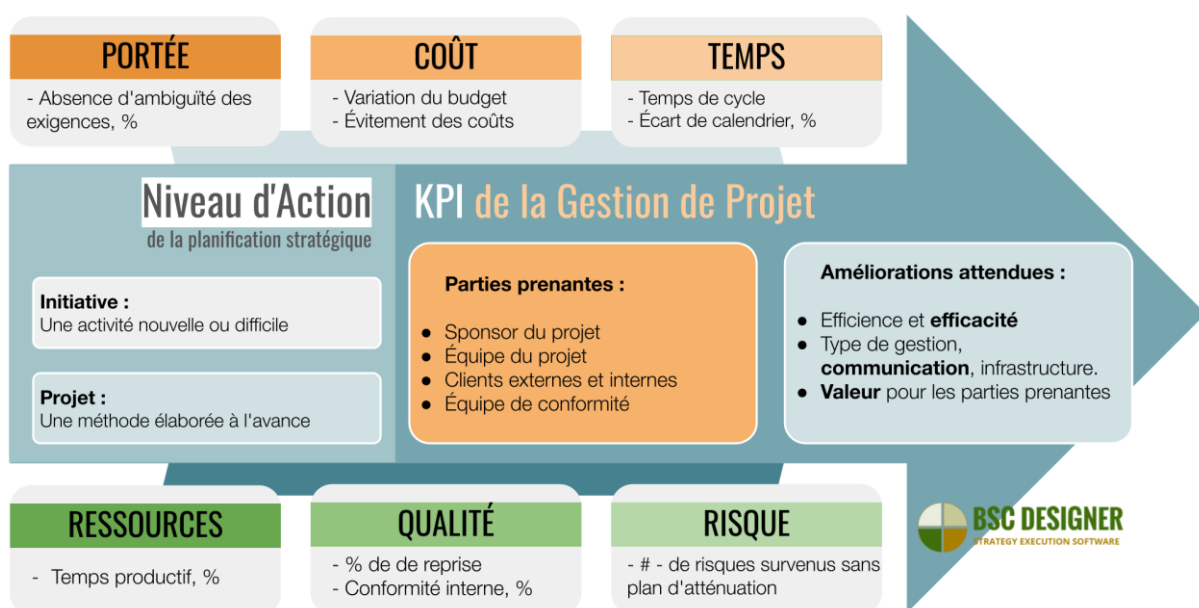 PORTÉE
- Absence d'ambiguïté des
exigences, %
COÛT
- Variation du budget
- Évitement des coûts
TEMPS
- Temps de cycle
- Écart de calendrier, %
Niveau d'Action
de la planification stratégique
Initiative :
Une activité nouvelle ou difficile
Projet :
Une méthode élaborée à l'avance
KPI de la Gestion de Projet
Parties prenantes :
● Sponsor du projet
● Équipe du projet
● Clients externes et internes
● Équipe de conformité
Améliorations attendues :
● Efficience et efficacité
● Type de gestion,
communication, infrastructure.
● Valeur pour les parties prenantes
RESSOURCES
- Temps productif, %
QUALITÉ
- % de de reprise
- Conformité interne, %
RISQUE
- # - de risques survenus sans
plan d'atténuation
BSC DESIGNER
STRATEGY EXECUTION SOFTWARE